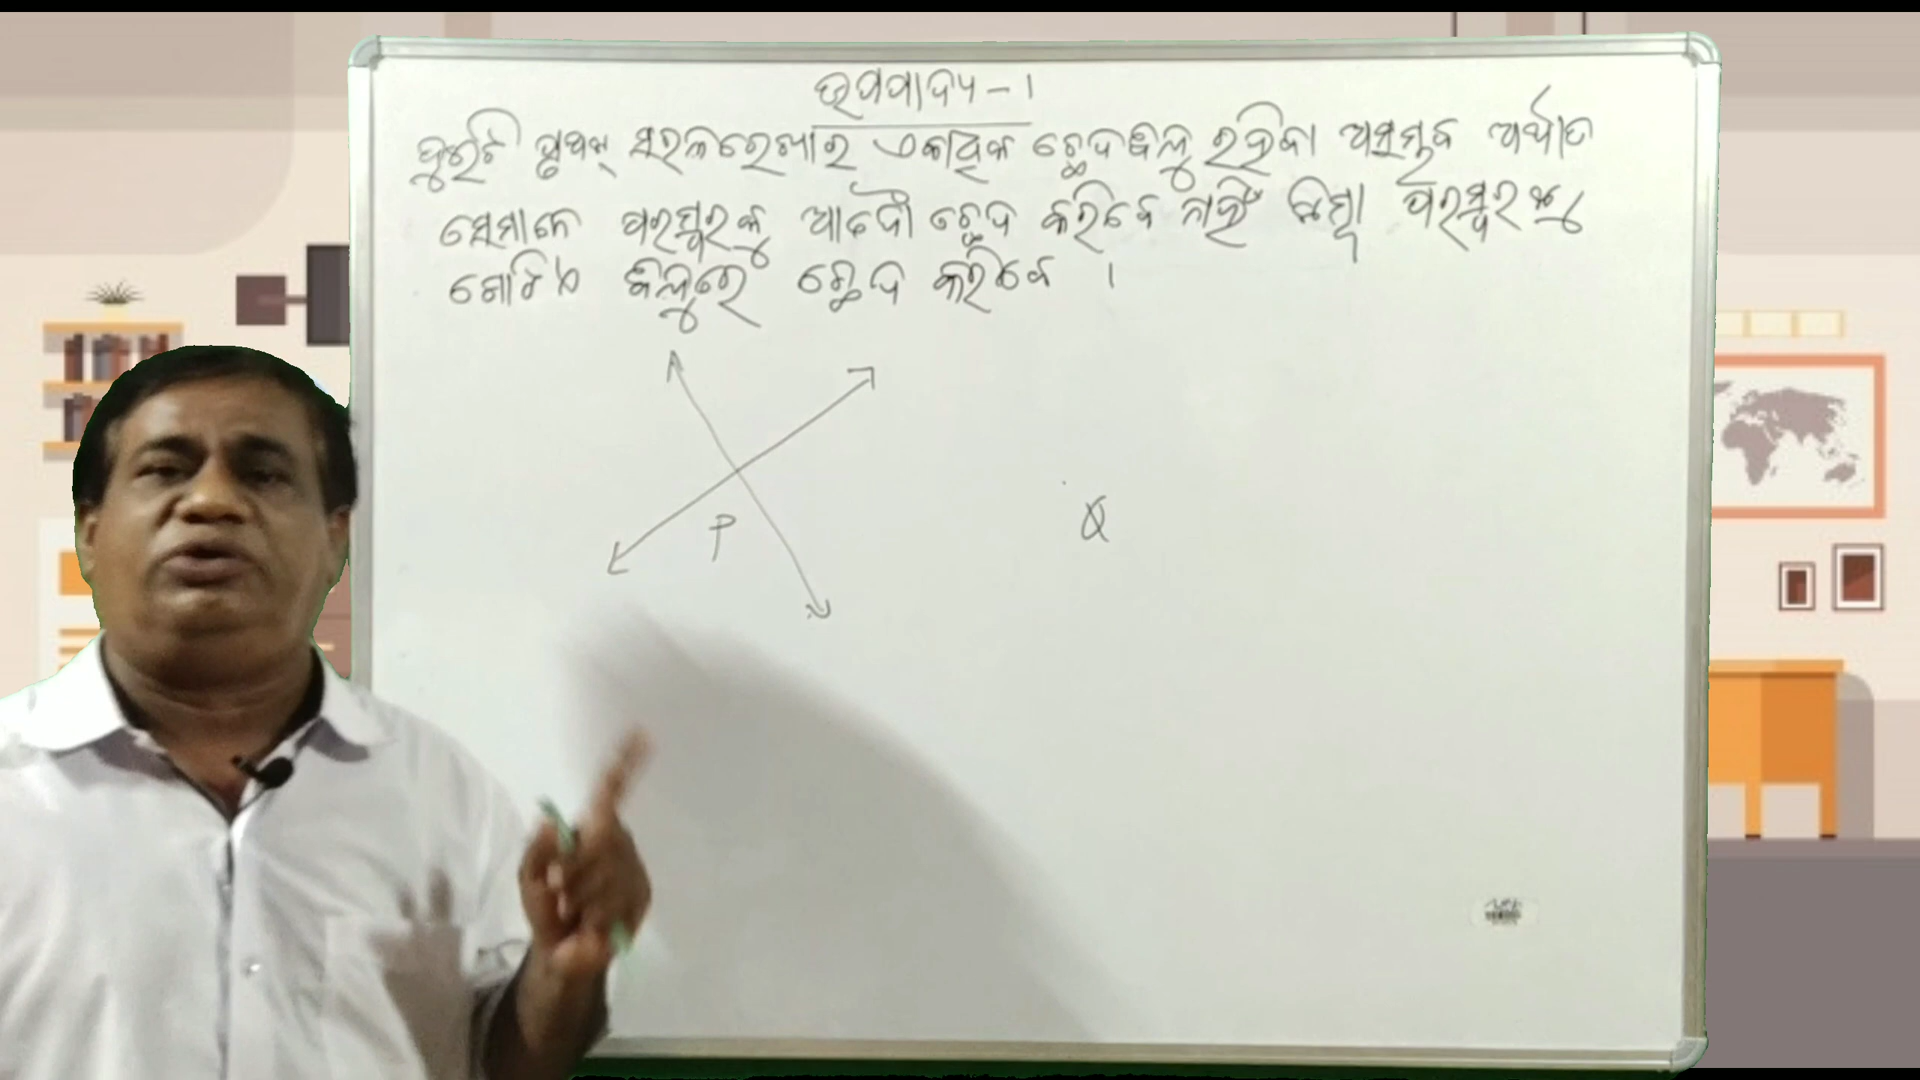 ଉପପାଦ୍ୟ - ୧
ଦୁଇଟି ପୃଥକ୍ ସରଳରେଖାର ଏକାଧିକ ଛେଦବିନ୍ଦୁ ରହିବା ଅସମ୍ଭବ ଅର୍ଥାତ
ସେମାନେ ପରସ୍ପରକୁ ଆଦୌ ଛେଦ କରିବେ ନାହିଁ କିମ୍ବା ପରସ୍ପରକୁ
ଗୋଟିଏ ବିନ୍ଦୁରେ ଛେଦ କରିବେ ।
P
Q